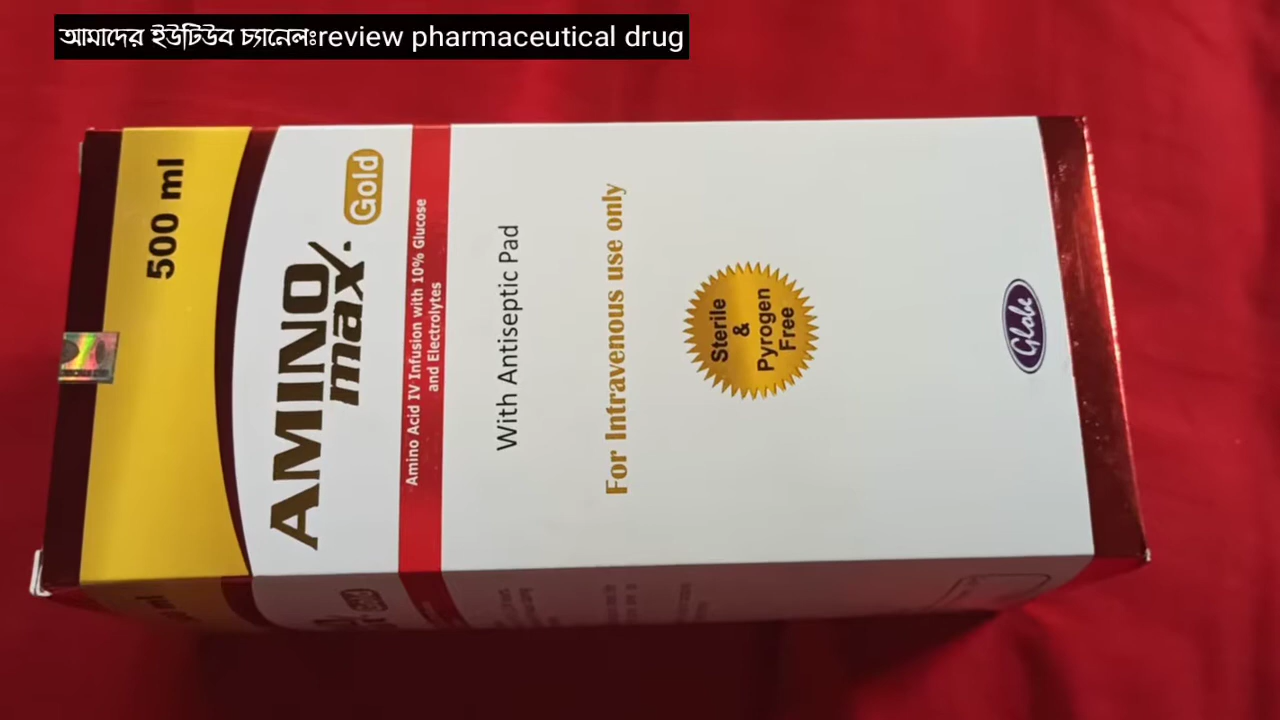 আমাদের ইউটিউব চ্যানেলঃreview pharmaceutical drug
500 ml
AMINO
max
Gold
Amino Acid IV Infusion with 10% Glucose
and Electrolytes
With Antiseptic Pad
For Intravenous use only
Sterile
&
Pyrogen
Free
Globe